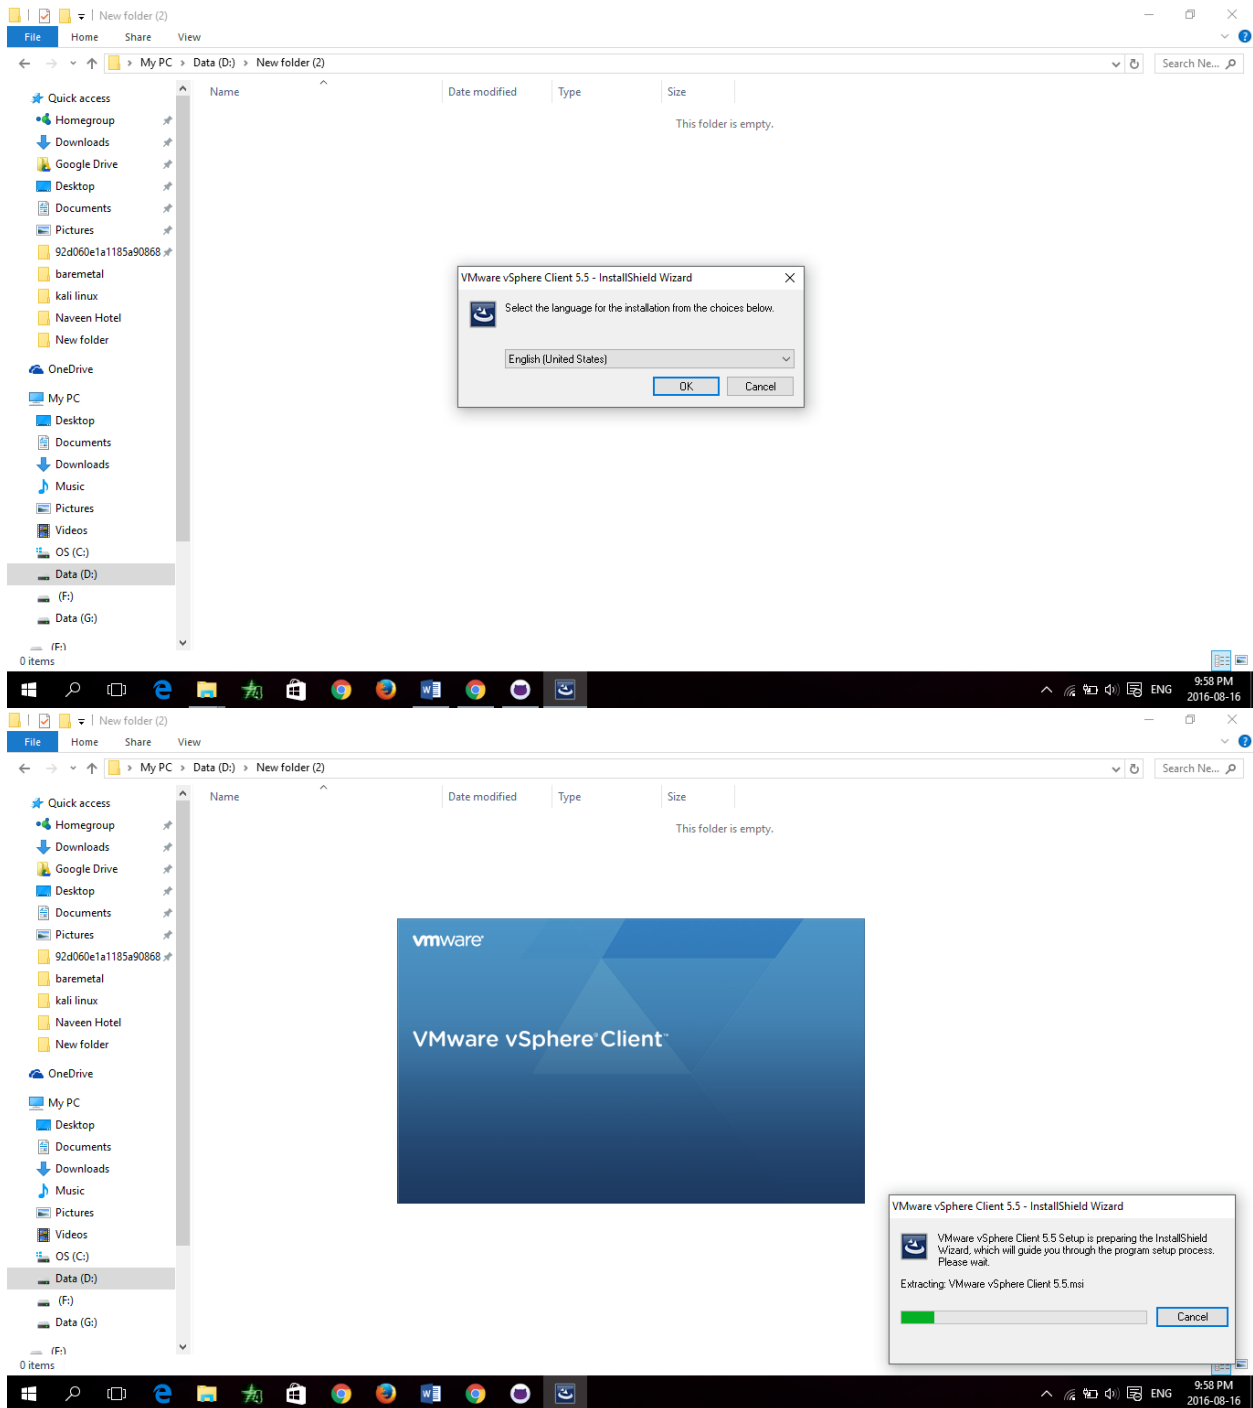 New folder (2)
File Home Share View
My PC > Data (D:) > New folder (2)
Search Ne...
Name Date modified Type Size
This folder is empty.
Quick access
Homegroup
Downloads
Google Drive
Desktop
Documents
Pictures
92d060e1a1185a90868
baremetal
kali linux
Naveen Hotel
New folder
OneDrive
My PC
Desktop
Documents
Downloads
Music
Pictures
Videos
OS (C:)
Data (D:)
(F:)
Data (G:)
(F:)
0 items
VMware vSphere Client 5.5 - InstallShield Wizard
Select the language for the installation from the choices below.
English (United States)
OK Cancel
ENG
9:58 PM
2016-08-16
New folder (2)
File Home Share View
My PC > Data (D:) > New folder (2)
Search Ne...
Name Date modified Type Size
This folder is empty.
Quick access
Homegroup
Downloads
Google Drive
Desktop
Documents
Pictures
92d060e1a1185a90868
baremetal
kali linux
Naveen Hotel
New folder
OneDrive
My PC
Desktop
Documents
Downloads
Music
Pictures
Videos
OS (C:)
Data (D:)
(F:)
Data (G:)
(F:)
0 items
vmware
VMware vSphere® Client™
VMware vSphere Client 5.5 - InstallShield Wizard
VMware vSphere Client 5.5 Setup is preparing the InstallShield
Wizard, which will guide you through the program setup process.
Please wait.
Extracting: VMware vSphere Client 5.5.msi
Cancel
ENG
9:58 PM
2016-08-16